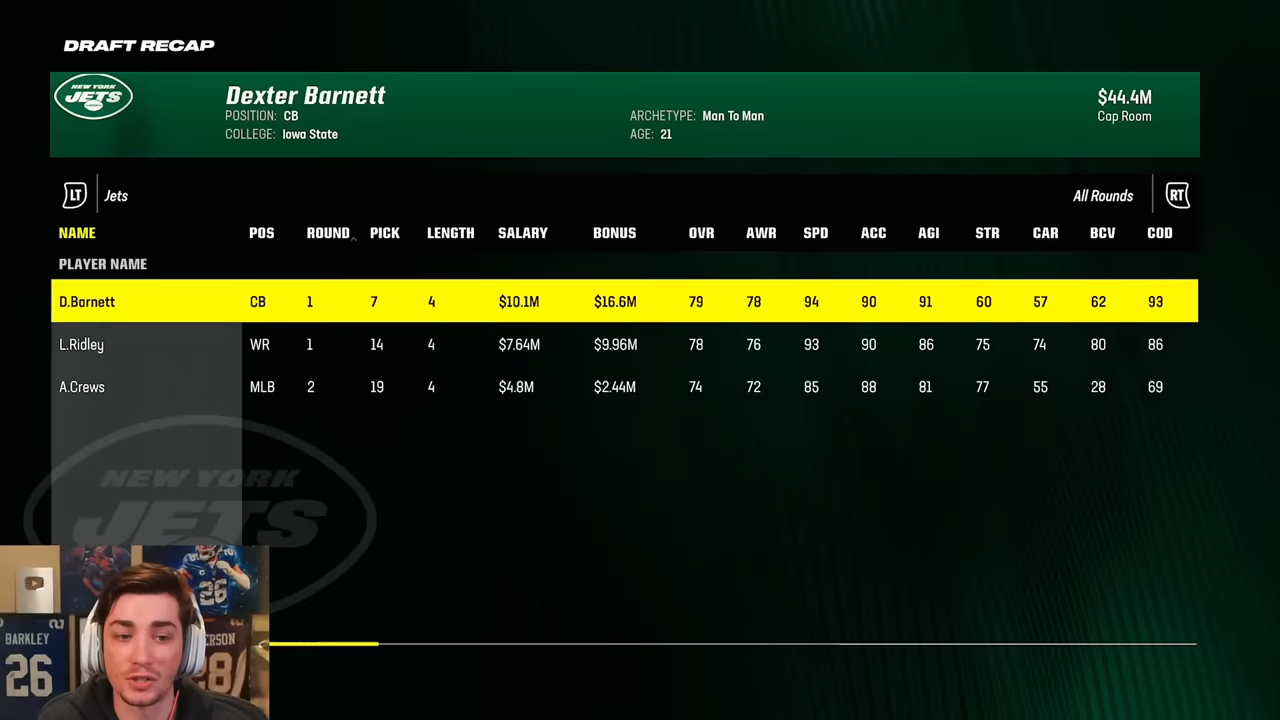 DRAFT RECAP
NEW YORK
JETS
Dexter Barnett
POSITION: CB
COLLEGE: Iowa State
ARCHETYPE: Man To Man
AGE: 21
$44.4M
Cap Room
LT Jets
All Rounds RT
NAME POS ROUND PICK LENGTH SALARY BONUS OVR AWR SPD ACC AGI STR CAR BCV COD
PLAYER NAME
D.Barnett CB 1 7 4 $10.1M $16.6M 79 78 94 90 91 60 57 62 93
L.Ridley WR 1 14 4 $7.64M $9.96M 78 76 93 90 86 75 74 80 86
A.Crews MLB 2 19 4 $4.8M $2.44M 74 72 85 88 81 77 55 28 69
NEW YORK
JETS
26
BARKLEY
26
ERSON
28